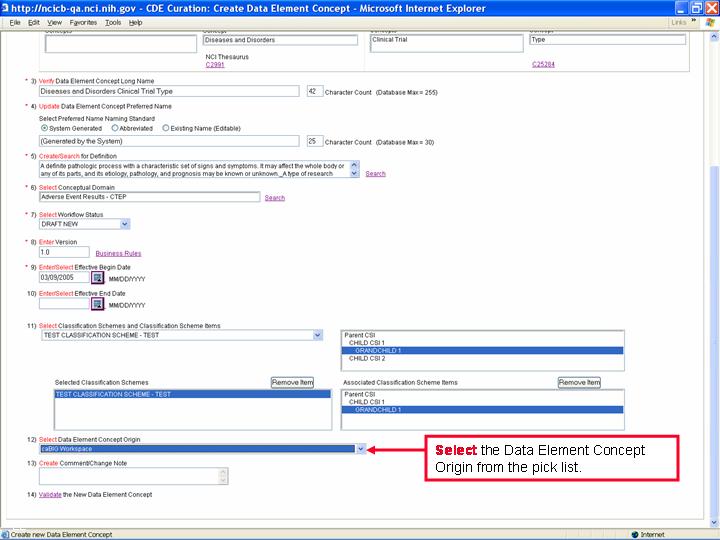 http://ncicb-qa.nci.nih.gov - CDE Curation: Create Data Element Concept - Microsoft Internet Explorer
File Edit View Favorites Tools Help Links »
Concepts Concept Concepts Concept
Diseases and Disorders Clinical Trial Type
NCI Thesaurus
C2991 C25284
* 3) Verify Data Element Concept Long Name
Diseases and Disorders Clinical Trial Type 42 Character Count (Database Max = 255)
* 4) Update Data Element Concept Preferred Name
Select Preferred Name Naming Standard
System Generated Abbreviated Existing Name (Editable)
(Generated by the System) 25 Character Count (Database Max = 30)
* 5) Create/Search for Definition
A definite pathologic process with a characteristic set of signs and symptoms. It may affect the whole body or
any of its parts, and its etiology, pathology, and prognosis may be known or unknown._A type of research Search
* 6) Select Conceptual Domain
Adverse Event Results - CTEP Search
* 7) Select Workflow Status
DRAFT NEW
* 8) Enter Version
1.0 Business Rules
* 9) Enter/Select Effective Begin Date
03/09/2005 MM/DD/YYYY
10) Enter/Select Effective End Date
MM/DD/YYYY
11) Select Classification Schemes and Classification Scheme Items
TEST CLASSIFICATION SCHEME - TEST
Parent CSI
CHILD CSI 1
GRANDCHILD 1
CHILD CSI 2
Selected Classification Schemes Remove Item Associated Classification Scheme Items Remove Item
TEST CLASSIFICATION SCHEME - TEST
Parent CSI
CHILD CSI 1
GRANDCHILD 1
12) Select Data Element Concept Origin
caBIG Workspace
Select the Data Element Concept
Origin from the pick list.
13) Create Comment/Change Note
14) Validate the New Data Element Concept
Create new Data Element Concept Internet